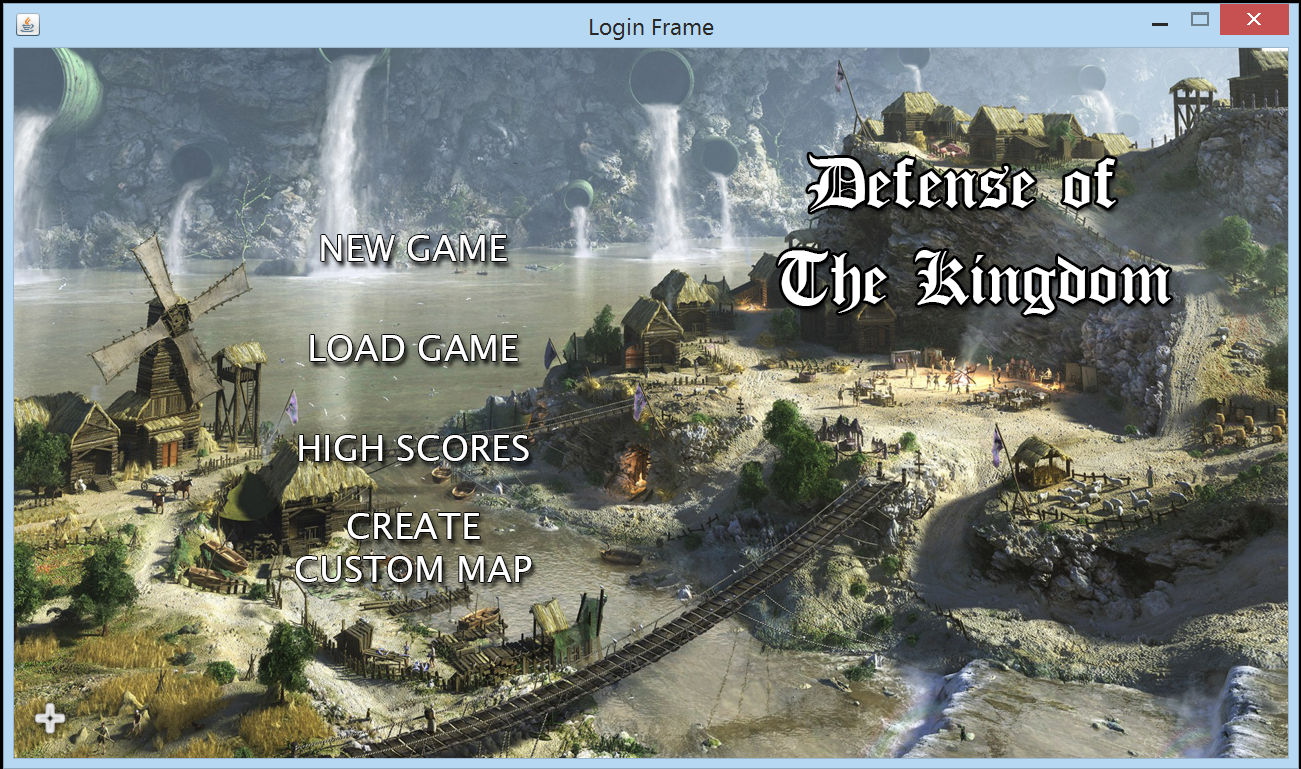 Login Frame
Defense of
The Kingdom
NEW GAME
LOAD GAME
HIGH SCORES
CREATE
CUSTOM MAP